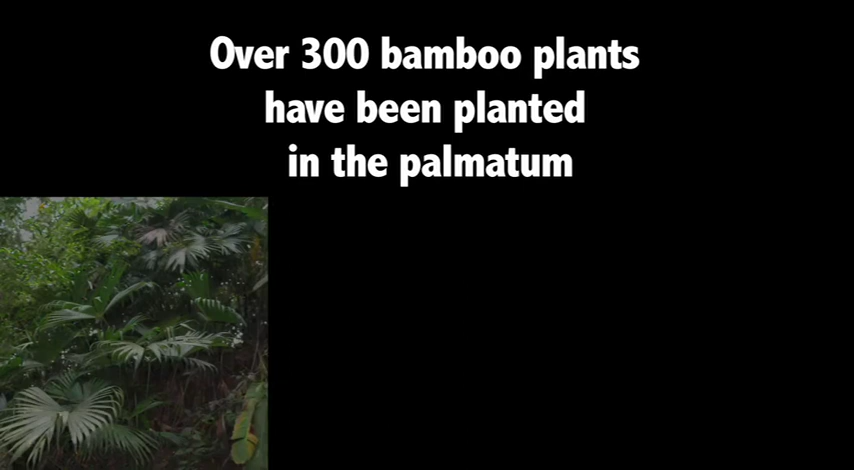 Over 300 bamboo plants
have been planted
in the palmatum